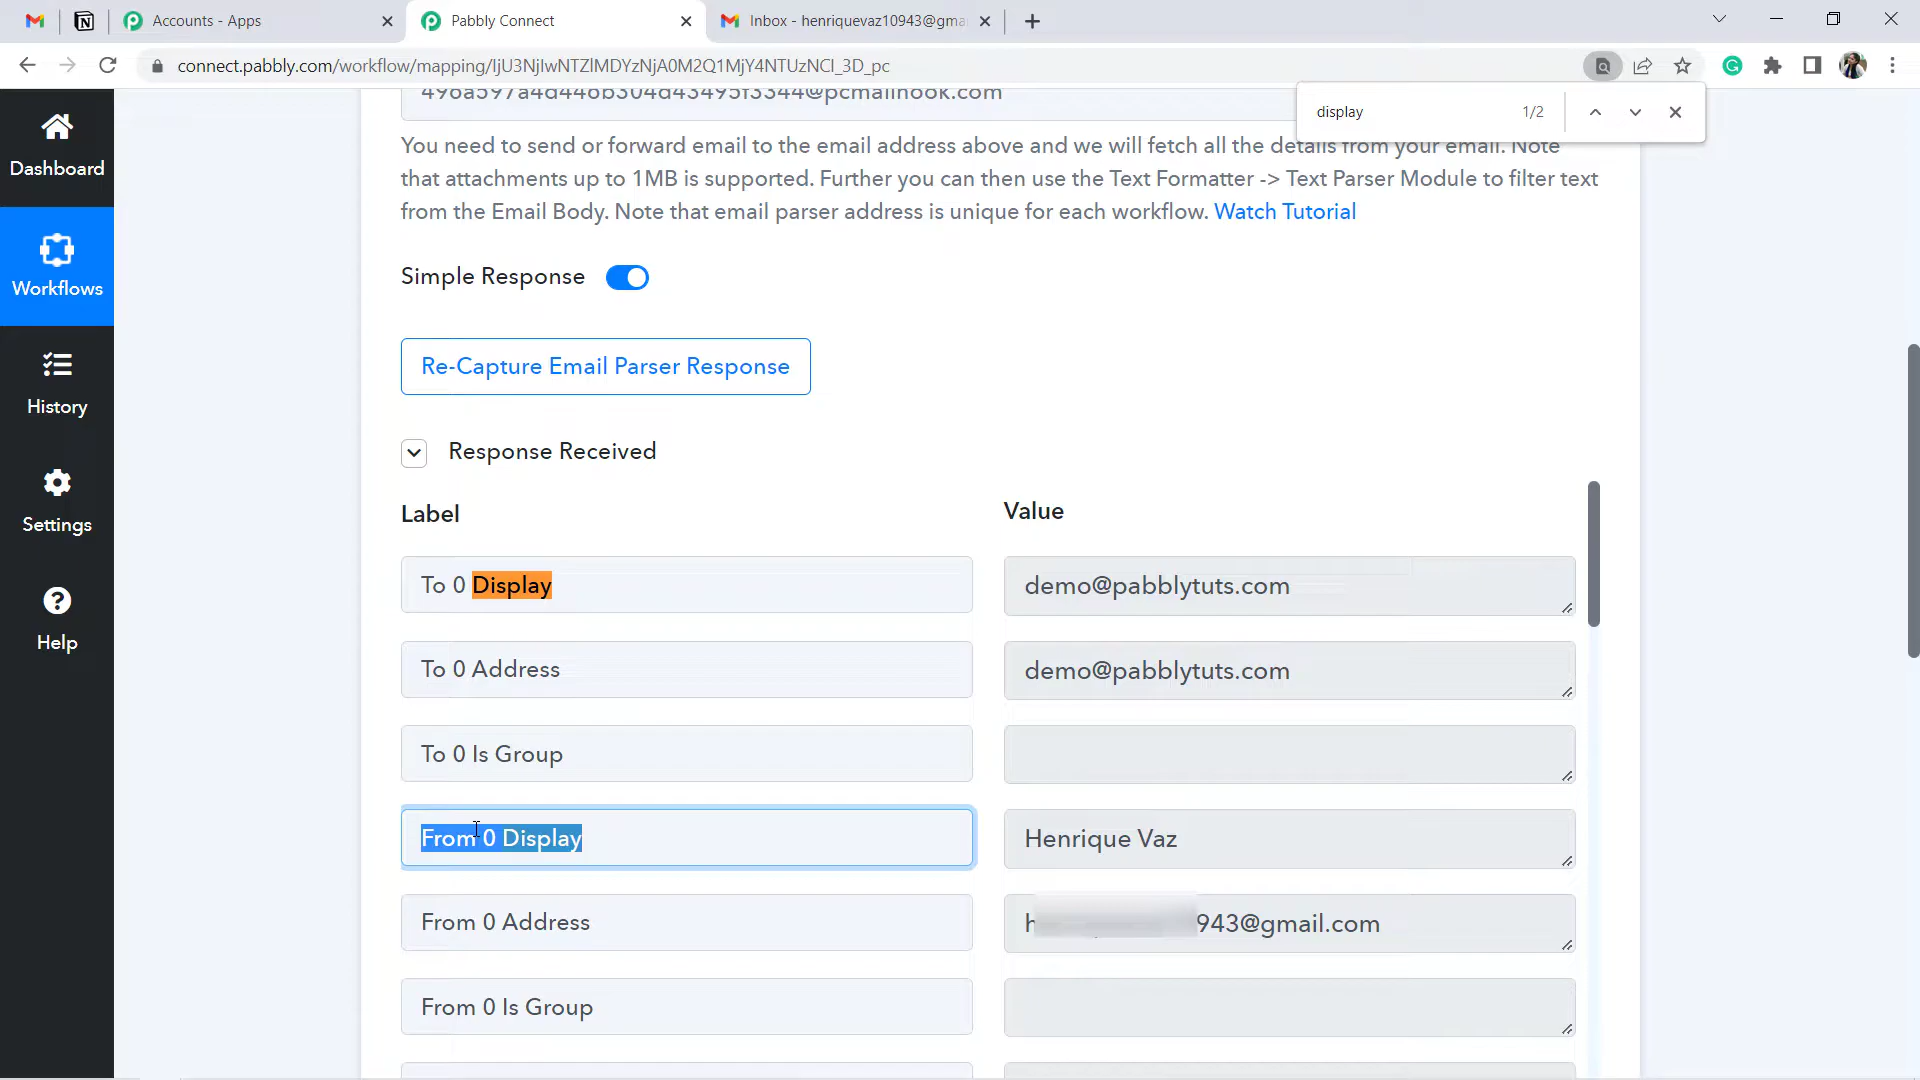 Accounts - Apps
Pabbly Connect
Inbox - henriquevaz10943@gma
connect.pabbly.com/workflow/mapping/IjU3NjIwNTZlMDYzNjA0M2Q1MjY4NTUzNCI_3D_pc
display 1/2
Dashboard
Workflows
History
Settings
Help
496a597a4d446b304d43495f3344@pcmailhook.com
You need to send or forward email to the email address above and we will fetch all the details from your email. Note
that attachments up to 1MB is supported. Further you can then use the Text Formatter -> Text Parser Module to filter text
from the Email Body. Note that email parser address is unique for each workflow. Watch Tutorial
Simple Response
Re-Capture Email Parser Response
Response Received
Label Value
To 0 Display demo@pabblytuts.com
To 0 Address demo@pabblytuts.com
To 0 Is Group
From 0 Display Henrique Vaz
From 0 Address 943@gmail.com
From 0 Is Group